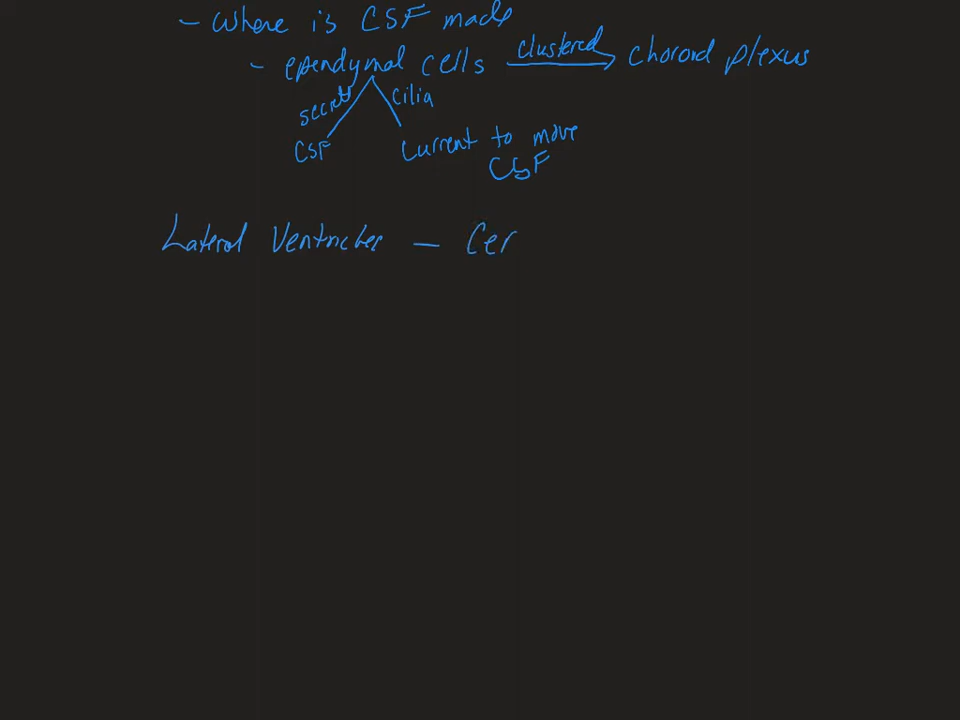 - Where is CSF made
- ependymal cells clustered choroid plexus
secrete cilia
CSF Current to move
CSF
Lateral Ventricles - Cer